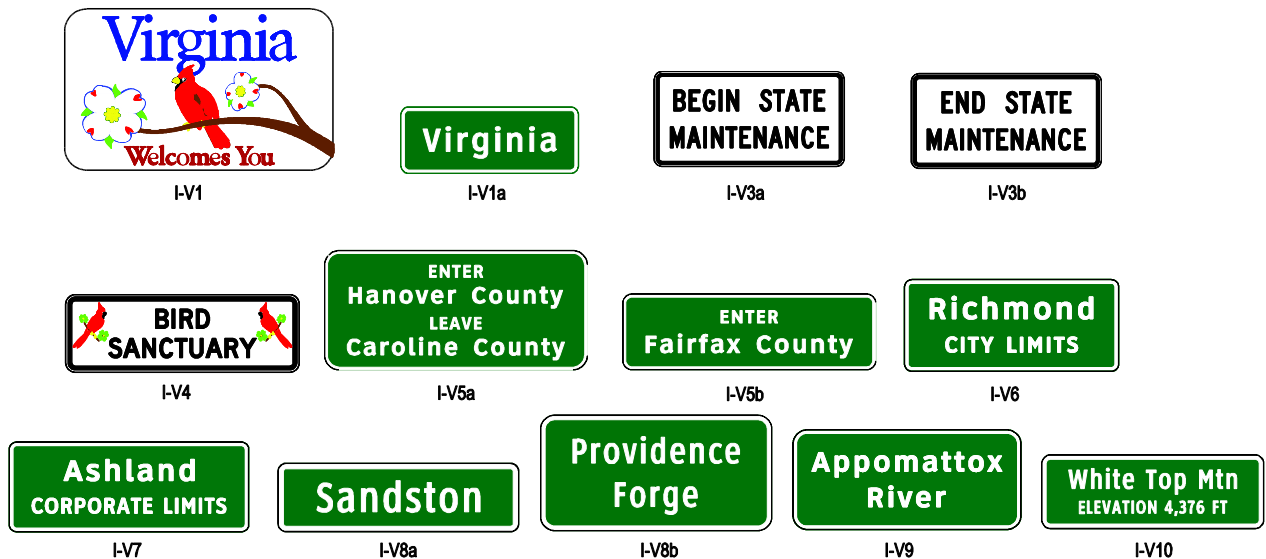 Virginia
Welcomes You
I-V1
Virginia
I-V1a
BEGIN STATE
MAINTENANCE
I-V3a
END STATE
MAINTENANCE
I-V3b
BIRD
SANCTUARY
I-V4
ENTER
Hanover County
LEAVE
Caroline County
I-V5a
ENTER
Fairfax County
I-V5b
Richmond
CITY LIMITS
I-V6
Ashland
CORPORATE LIMITS
I-V7
Sandston
I-V8a
Providence
Forge
I-V8b
Appomattox
River
I-V9
White Top Mtn
ELEVATION 4,376 FT
I-V10